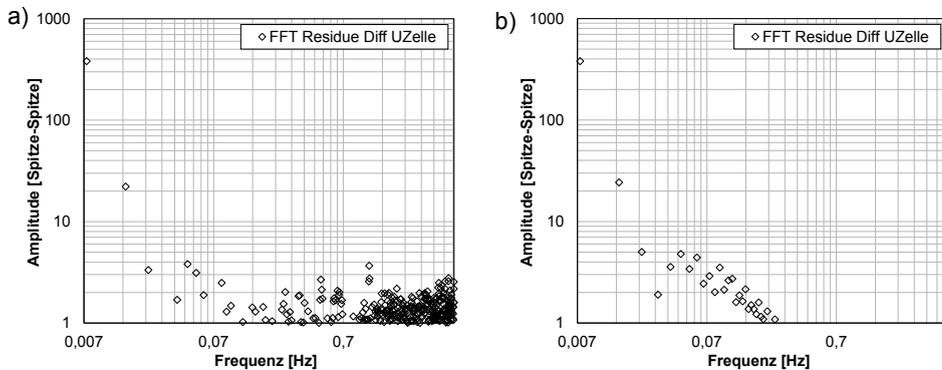 a)
FFT Residue Diff UZelle
1000
100
10
1
Amplitude [Spitze-Spitze]
0,007
0,07
0,7
Frequenz [Hz]
b)
FFT Residue Diff UZelle
1000
100
10
1
Amplitude [Spitze-Spitze]
0,007
0,07
0,7
Frequenz [Hz]